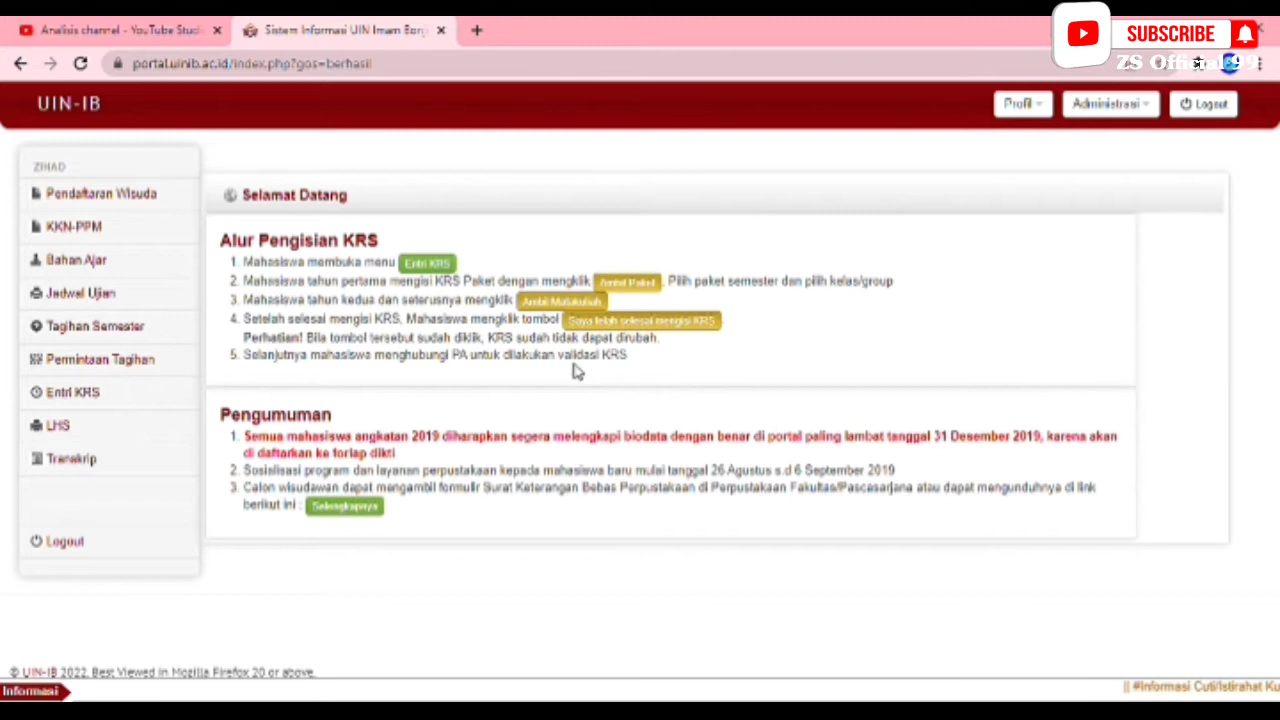 Analisis channel - YouTube Studi
Sistem Informasi UIN Imam Bonj
SUBSCRIBE
ZS Official 99
portal.uinib.ac.id/index.php?gos=berhasil
UIN-IB
Profil
Administrasi
Logout
ZIHAD
Pendaftaran Wisuda
KKN-PPM
Bahan Ajar
Jadwal Ujian
Tagihan Semester
Permintaan Tagihan
Entri KRS
LHS
Transkrip
Logout
Selamat Datang
Alur Pengisian KRS
1. Mahasiswa membuka menu Entri KRS
2. Mahasiswa tahun pertama mengisi KRS Paket dengan mengklik Ambil Paket. Pilih paket semester dan pilih kelas/group
3. Mahasiswa tahun kedua dan seterusnya mengklik Ambil Matakuliah
4. Setelah selesai mengisi KRS, Mahasiswa mengklik tombol Saya telah selesai mengisi KRS
Perhatian! Bila tombol tersebut sudah diklik, KRS sudah tidak dapat dirubah.
5. Selanjutnya mahasiswa menghubungi PA untuk dilakukan validasi KRS
Pengumuman
1. Semua mahasiswa angkatan 2019 diharapkan segera melengkapi biodata dengan benar di portal paling lambat tanggal 31 Desember 2019, karena akan
di daftarkan ke forlap dikti
2. Sosialisasi program dan layanan perpustakaan kepada mahasiswa baru mulai tanggal 26 Agustus s.d 6 September 2019
3. Calon wisudawan dapat mengambil formulir Surat Keterangan Bebas Perpustakaan di Perpustakaan Fakultas/Pascasarjana atau dapat mengunduhnya di link
berikut ini : Selengkapnya
© UIN-IB 2022. Best Viewed in Mozilla Firefox 20 or above.
Informasi
|| #Informasi Cuti/Istirahat Ku